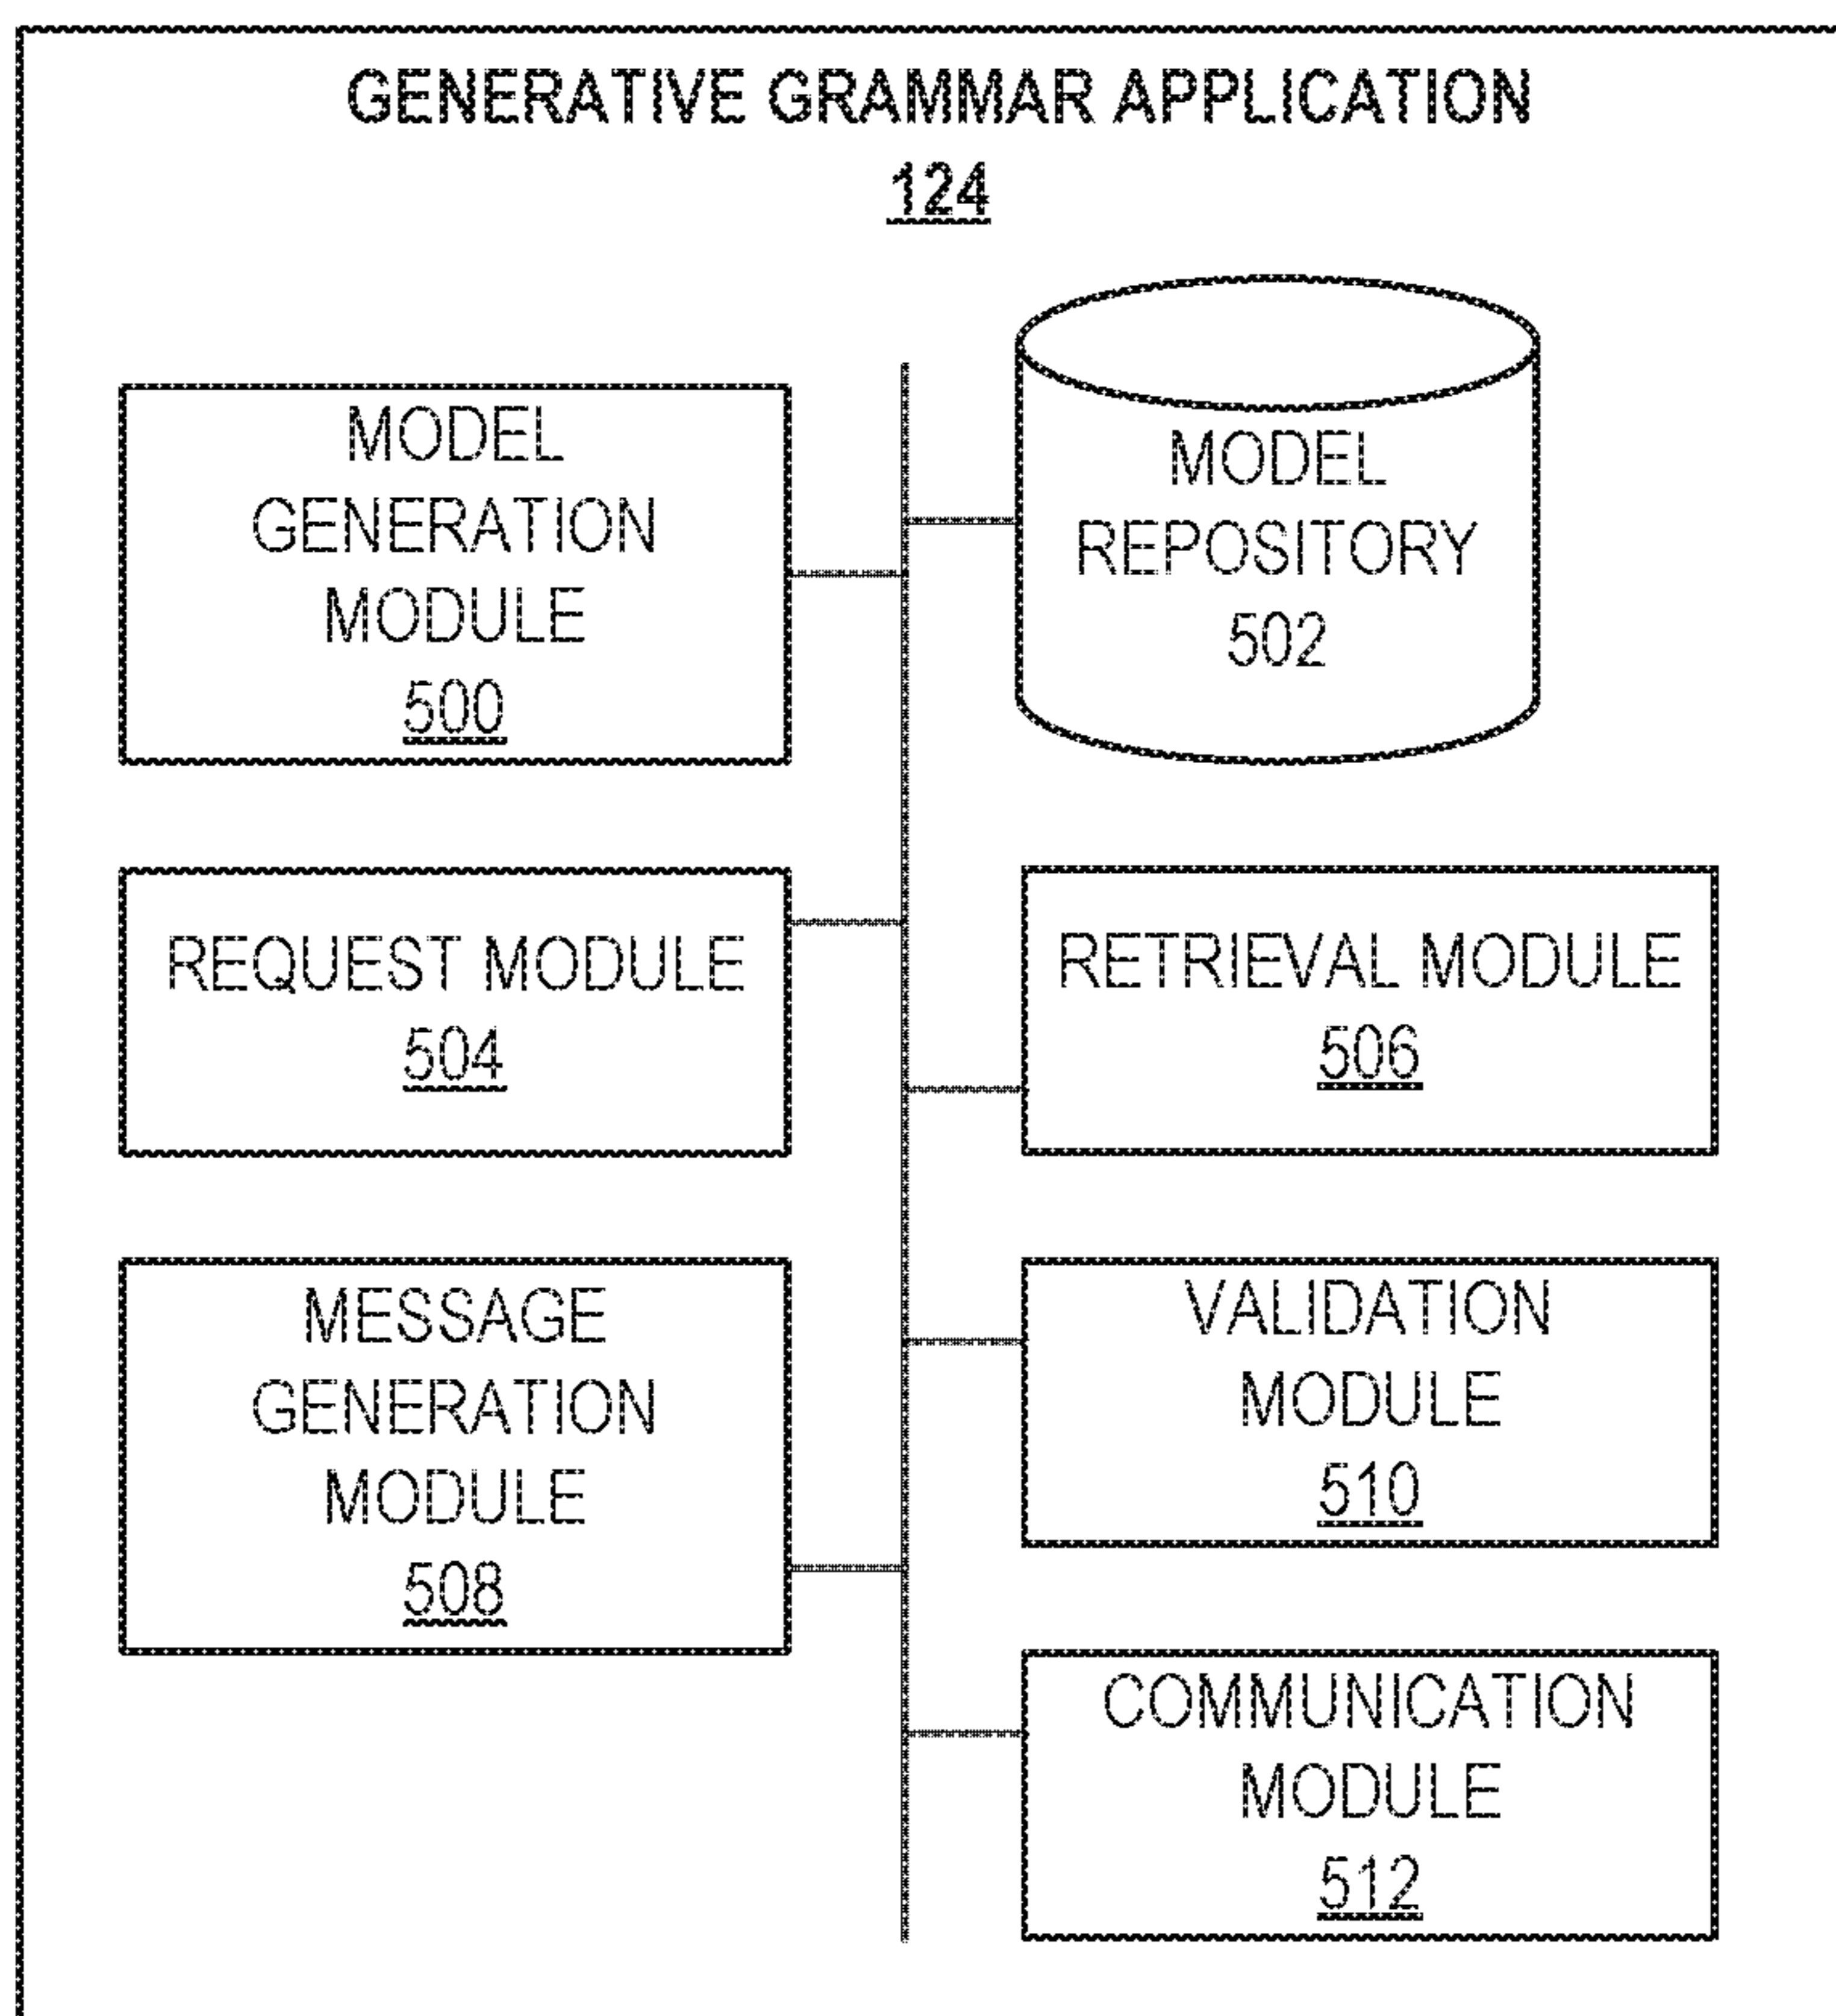 GENERATIVE GRAMMAR APPLICATION
124
MODEL
GENERATION
MODULE
500
MODEL
REPOSITORY
502
REQUEST MODULE
504
RETRIEVAL MODULE
506
MESSAGE
GENERATION
MODULE
508
VALIDATION
MODULE
510
COMMUNICATION
MODULE
512